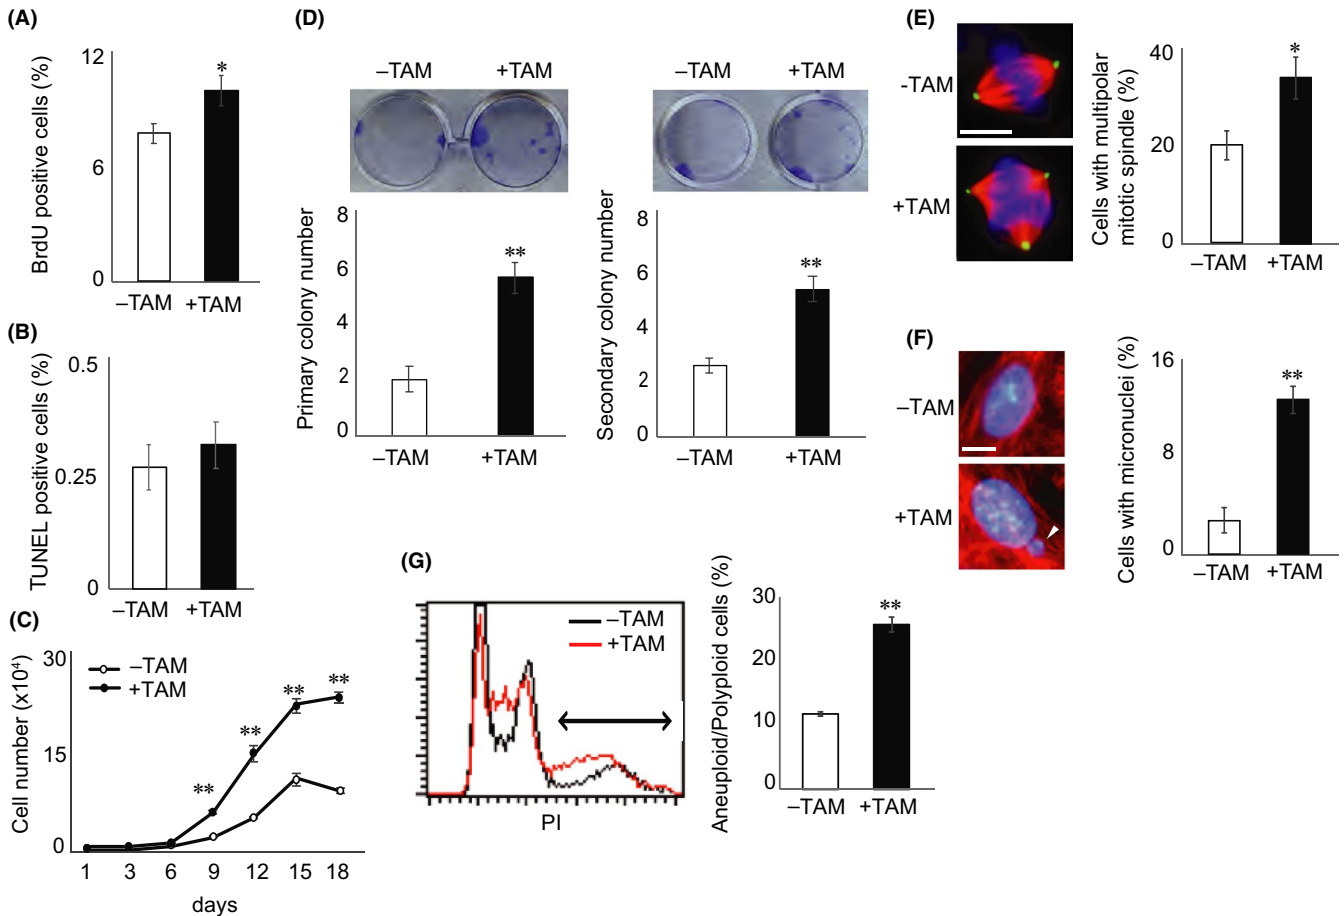 (A)
BrdU positive cells (%)
12
6
0
*
–TAM
+TAM
(B)
TUNEL positive cells (%)
0.5
0.25
0
–TAM
+TAM
(C)
Cell number (x10⁴)
30
15
0
–TAM
+TAM
**
**
**
**
1 3 6 9 12 15 18
days
(D)
–TAM +TAM
Primary colony number
8
6
4
2
0
**
–TAM +TAM
–TAM +TAM
Secondary colony number
8
6
4
2
0
**
–TAM +TAM
(E)
-TAM
+TAM
Cells with multipolar
mitotic spindle (%)
40
20
0
*
–TAM +TAM
(F)
–TAM
+TAM
Cells with micronuclei (%)
16
8
0
**
–TAM +TAM
(G)
–TAM
+TAM
PI
Aneuploid/Polyploid cells (%)
30
20
10
0
**
–TAM +TAM